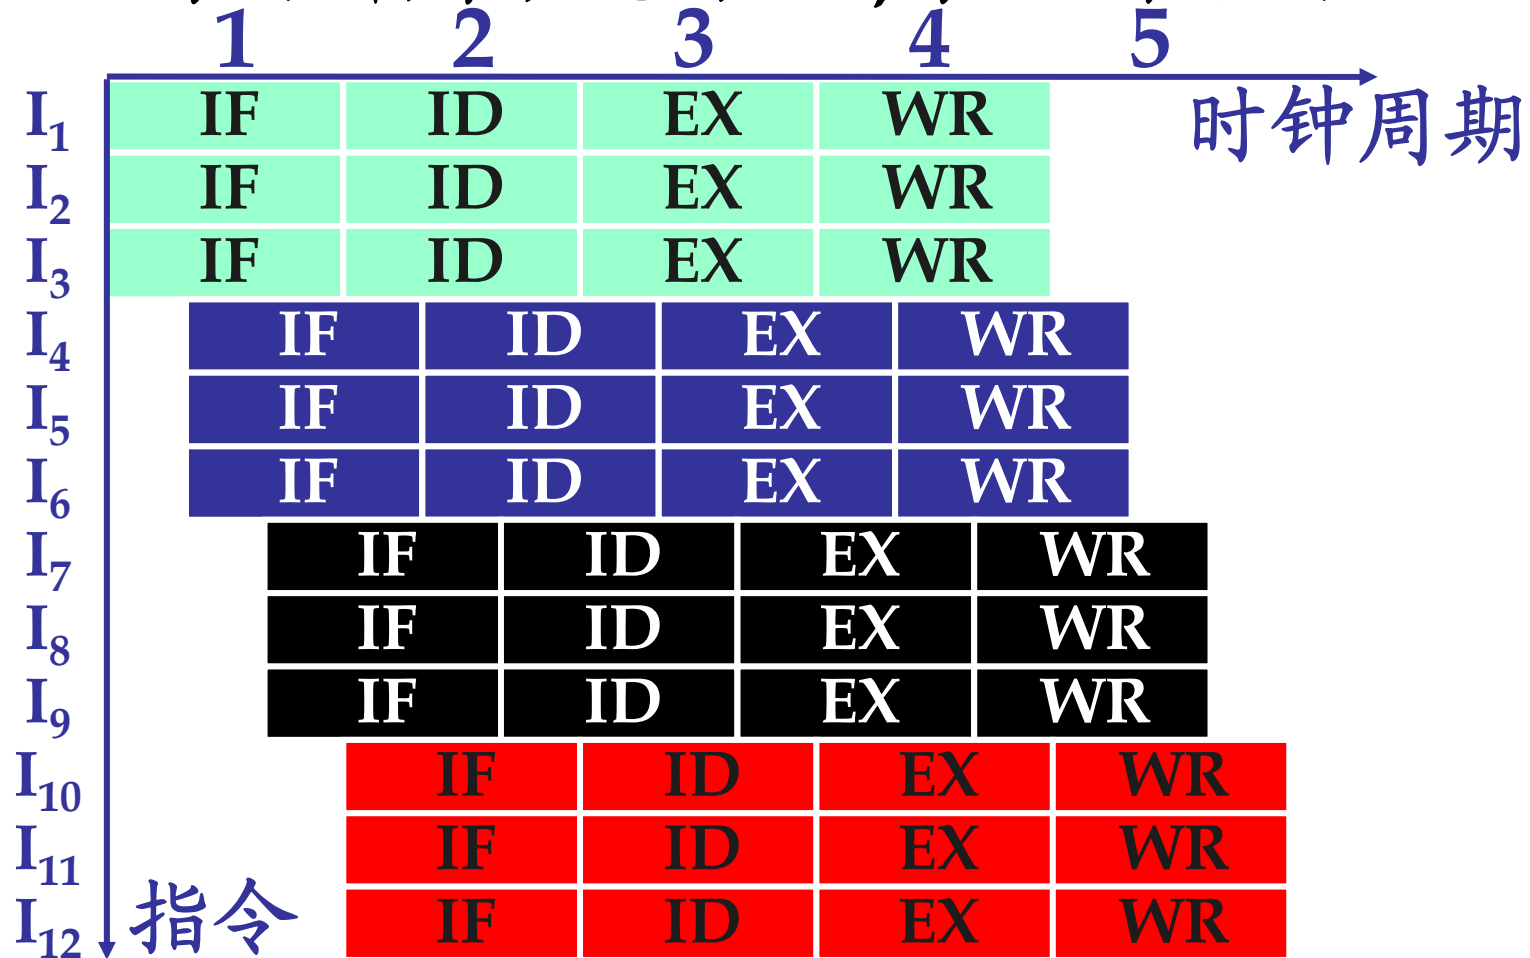 1 2 3 4 5
时钟周期
I1 IF ID EX WR
I2 IF ID EX WR
I3 IF ID EX WR
I4 IF ID EX WR
I5 IF ID EX WR
I6 IF ID EX WR
I7 IF ID EX WR
I8 IF ID EX WR
I9 IF ID EX WR
I10 IF ID EX WR
I11 IF ID EX WR
I12 IF ID EX WR
指令